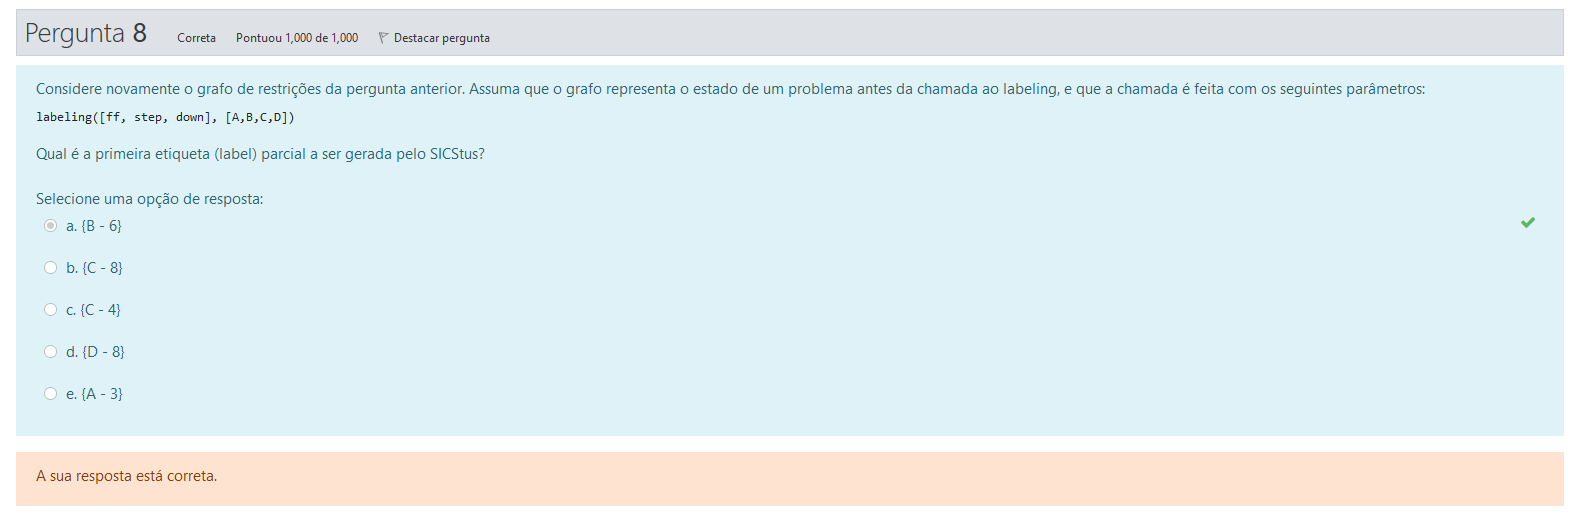 Pergunta 8 Correta Pontuou 1,000 de 1,000 Destacar pergunta
Considere novamente o grafo de restrições da pergunta anterior. Assuma que o grafo representa o estado de um problema antes da chamada ao labeling, e que a chamada é feita com os seguintes parâmetros:
labeling([ff, step, down], [A,B,C,D])
Qual é a primeira etiqueta (label) parcial a ser gerada pelo SICStus?
Selecione uma opção de resposta:
a. {B - 6}
b. {C - 8}
c. {C - 4}
d. {D - 8}
e. {A - 3}
A sua resposta está correta.